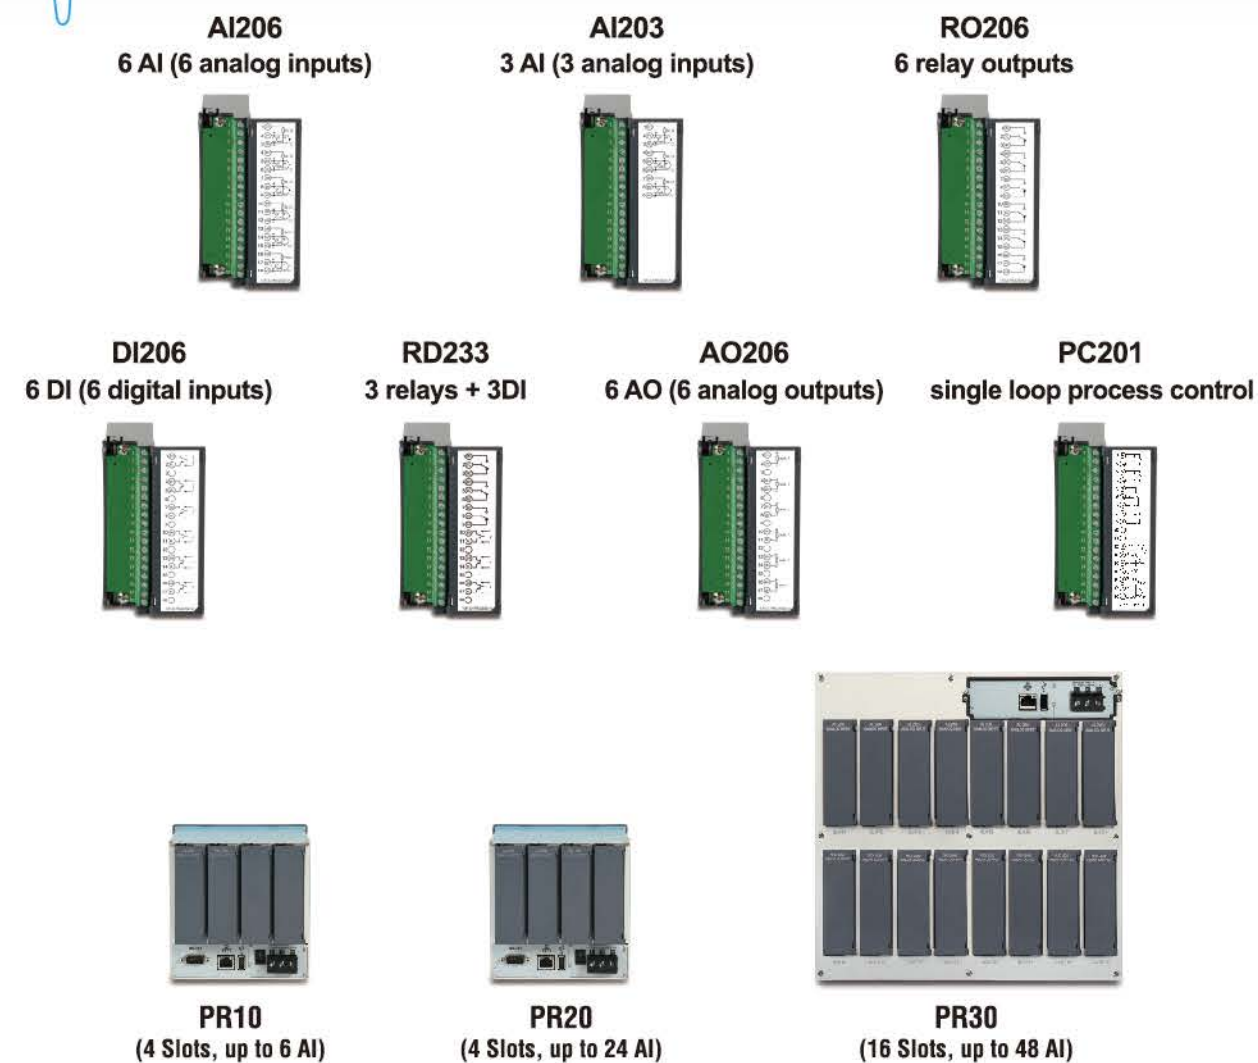 AI206
6 AI (6 analog inputs)
AI203
3 AI (3 analog inputs)
RO206
6 relay outputs
DI206
6 DI (6 digital inputs)
RD233
3 relays + 3DI
AO206
6 AO (6 analog outputs)
PC201
single loop process control
PR10
(4 Slots, up to 6 AI)
PR20
(4 Slots, up to 24 AI)
PR30
(16 Slots, up to 48 AI)